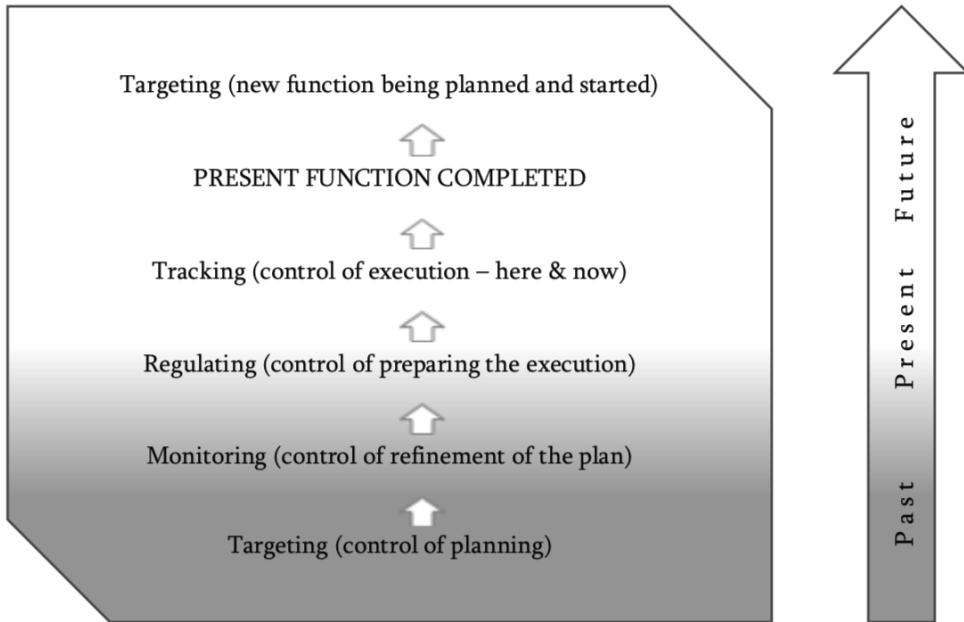 Targeting (new function being planned and started)
PRESENT FUNCTION COMPLETED
Tracking (control of execution – here & now)
Regulating (control of preparing the execution)
Monitoring (control of refinement of the plan)
Targeting (control of planning)
Past Present Future